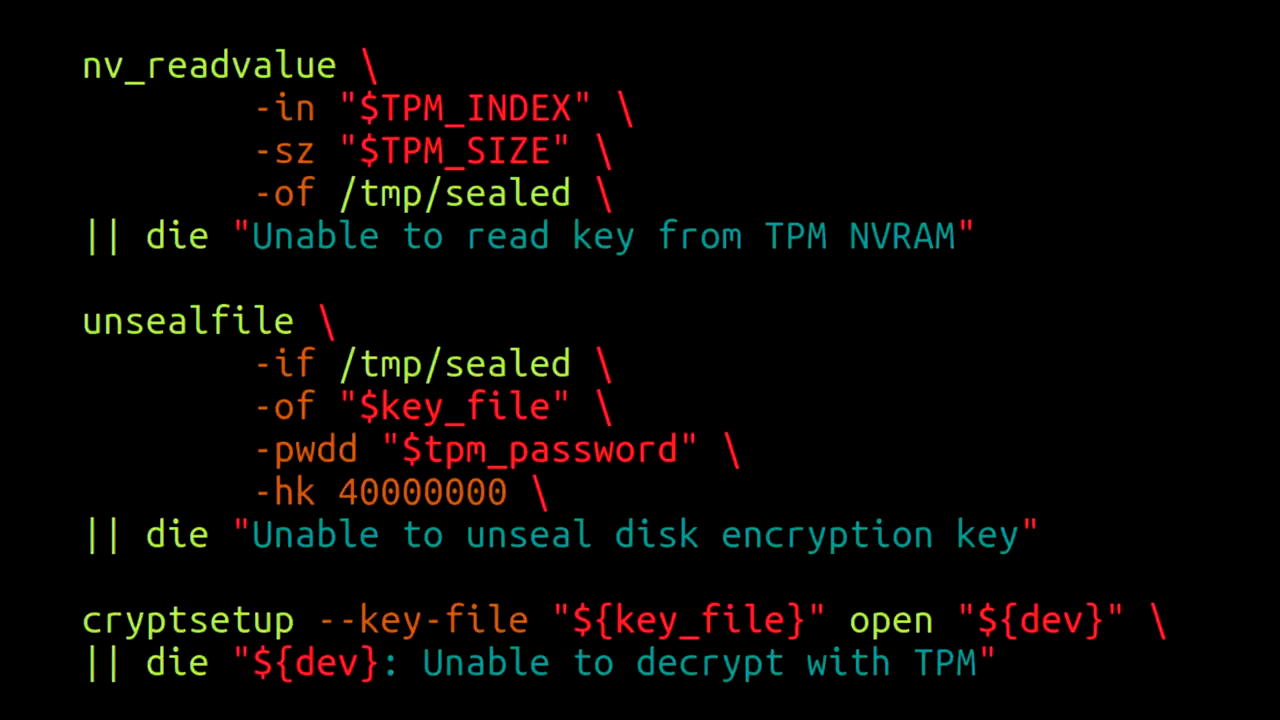 nv_readvalue \
-in "$TPM_INDEX" \
-sz "$TPM_SIZE" \
-of /tmp/sealed \
|| die "Unable to read key from TPM NVRAM"
unsealfile \
-if /tmp/sealed \
-of "$key_file" \
-pwdd "$tpm_password" \
-hk 40000000 \
|| die "Unable to unseal disk encryption key"
cryptsetup --key-file "${key_file}" open "${dev}" \
|| die "${dev}: Unable to decrypt with TPM"